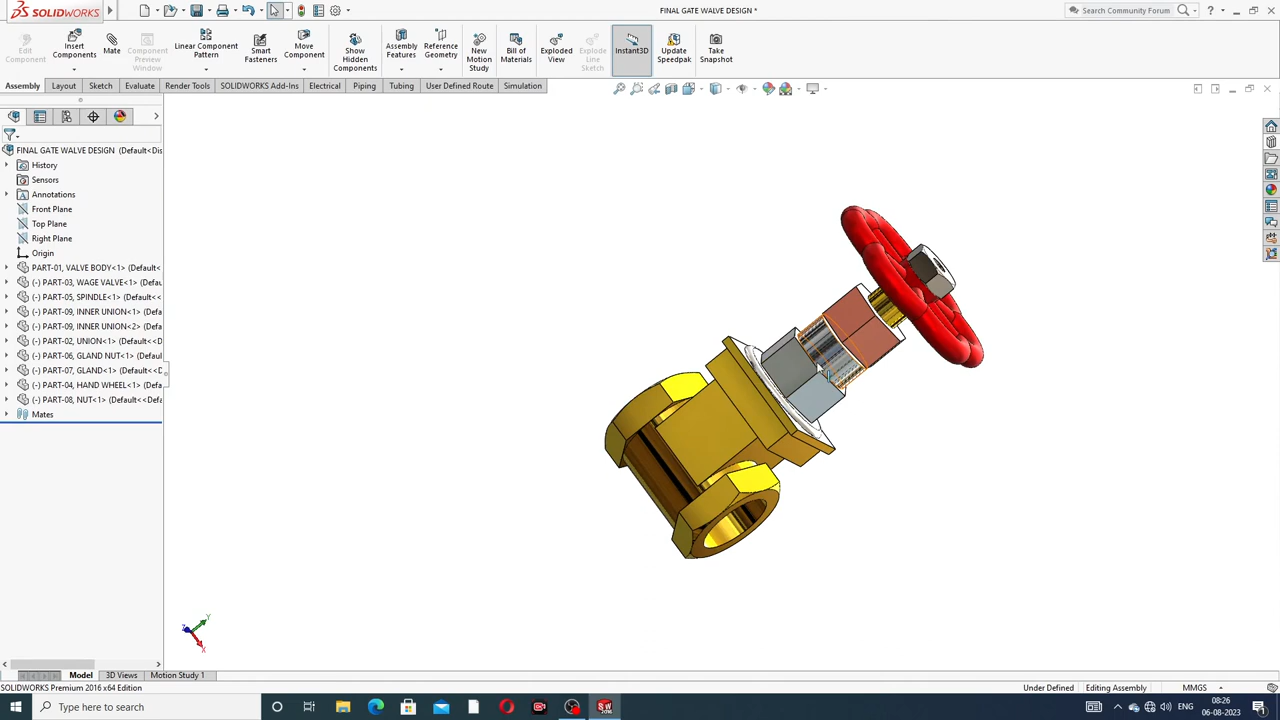 SOLIDWORKS
FINAL GATE WALVE DESIGN *
Search Community Forum
Edit Component
Insert Components
Mate
Component Preview Window
Linear Component Pattern
Smart Fasteners
Move Component
Show Hidden Components
Assembly Features
Reference Geometry
New Motion Study
Bill of Materials
Exploded View
Explode Line Sketch
Instant3D
Update Speedpak
Take Snapshot
Assembly Layout Sketch Evaluate Render Tools SOLIDWORKS Add-Ins Electrical Piping Tubing User Defined Route Simulation
FINAL GATE WALVE DESIGN (Default<Dis
History
Sensors
Annotations
Front Plane
Top Plane
Right Plane
Origin
PART-01, VALVE BODY<1> (Default<
(-) PART-03, WAGE VALVE<1> (Defau
(-) PART-05, SPINDLE<1> (Default<<
(-) PART-09, INNER UNION<1> (Defa
(-) PART-09, INNER UNION<2> (Defa
(-) PART-02, UNION<1> (Default<<D
(-) PART-06, GLAND NUT<1> (Defaul
(-) PART-07, GLAND<1> (Default<<D
(-) PART-04, HAND WHEEL<1> (Defa
(-) PART-08, NUT<1> (Default<<Defa
Mates
Y
Z
X
Model 3D Views Motion Study 1
SOLIDWORKS Premium 2016 x64 Edition
Under Defined Editing Assembly MMGS
Type here to search
ENG
08:26
06-08-2023